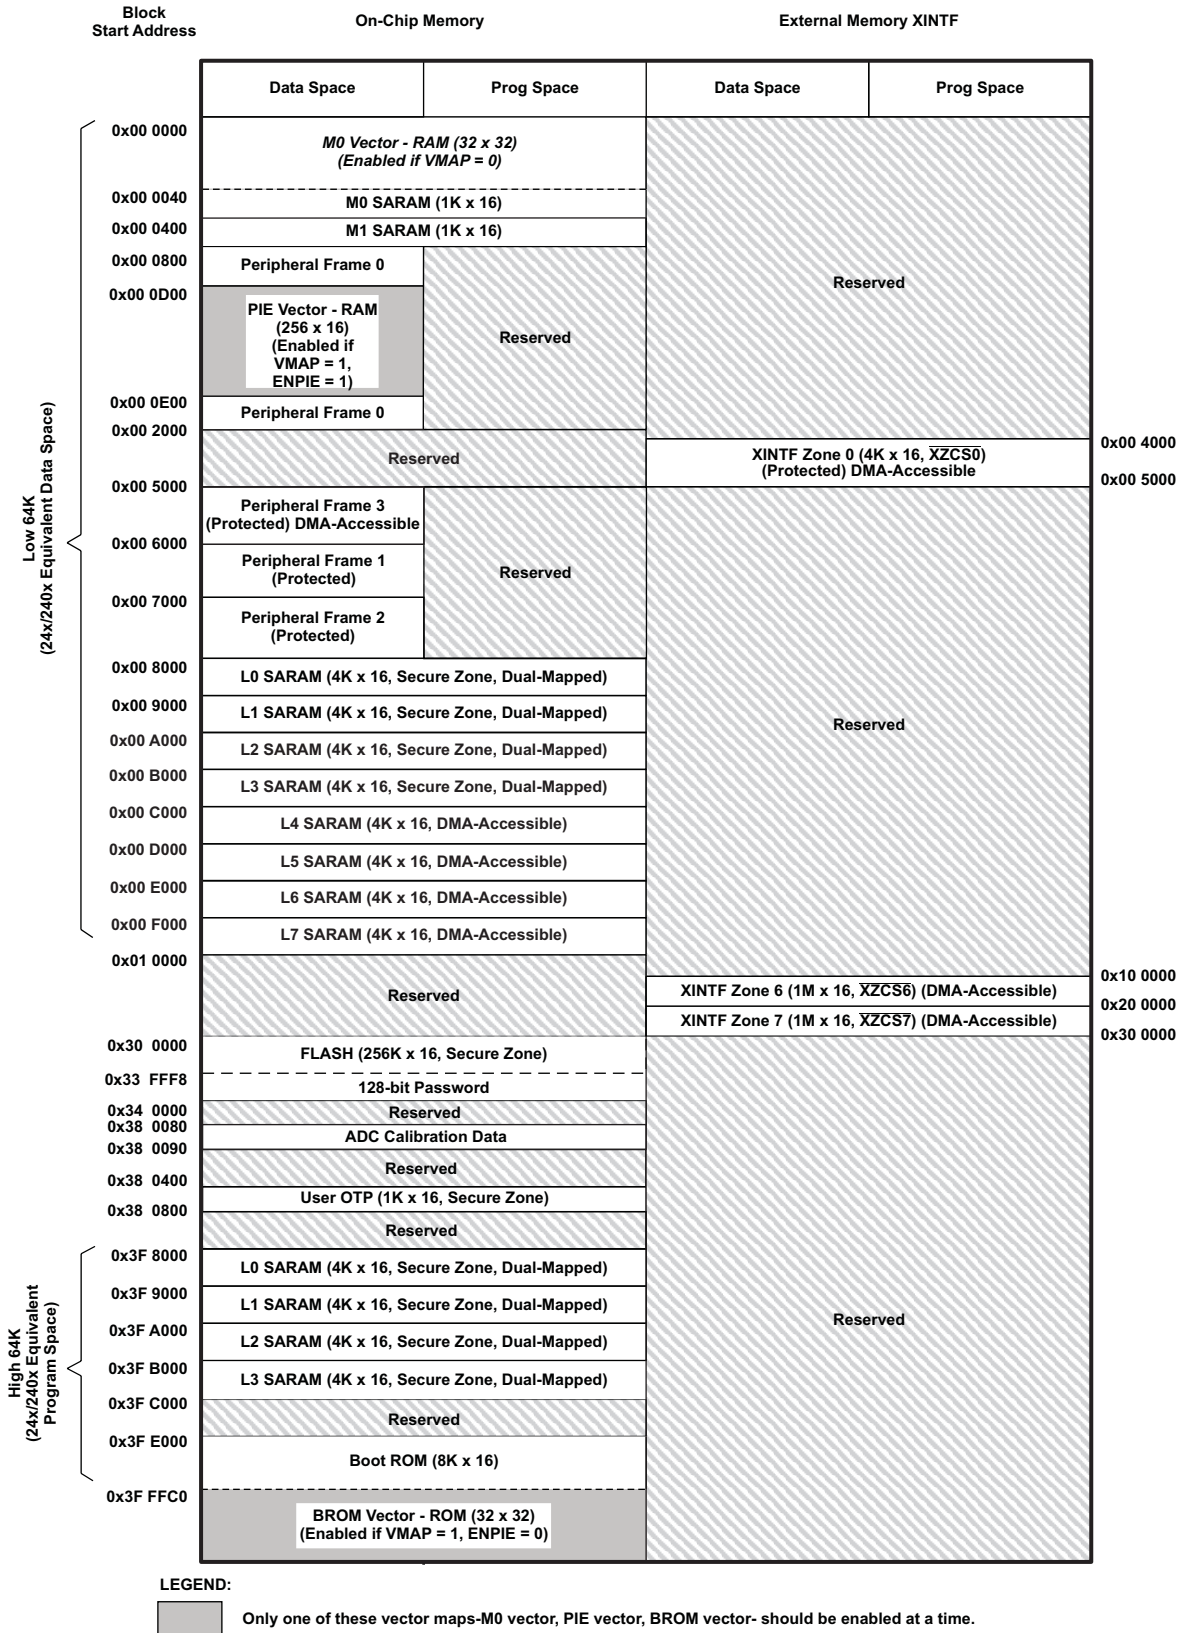 Block
Start Address
On-Chip Memory
External Memory XINTF
Data Space
Prog Space
Data Space
Prog Space
0x00 0000
M0 Vector - RAM (32 x 32)
(Enabled if VMAP = 0)
0x00 0040
M0 SARAM (1K x 16)
0x00 0400
M1 SARAM (1K x 16)
0x00 0800
Peripheral Frame 0
Reserved
0x00 0D00
PIE Vector - RAM
(256 x 16)
(Enabled if
VMAP = 1,
ENPIE = 1)
Reserved
0x00 0E00
Peripheral Frame 0
0x00 2000
Reserved
XINTF Zone 0 (4K x 16, XZCS0)
(Protected) DMA-Accessible
0x00 4000
0x00 5000
Low 64K
(24x/240x Equivalent Data Space)
0x00 5000
Peripheral Frame 3
(Protected) DMA-Accessible
0x00 6000
Peripheral Frame 1
(Protected)
Reserved
0x00 7000
Peripheral Frame 2
(Protected)
0x00 8000
L0 SARAM (4K x 16, Secure Zone, Dual-Mapped)
0x00 9000
L1 SARAM (4K x 16, Secure Zone, Dual-Mapped)
Reserved
0x00 A000
L2 SARAM (4K x 16, Secure Zone, Dual-Mapped)
0x00 B000
L3 SARAM (4K x 16, Secure Zone, Dual-Mapped)
0x00 C000
L4 SARAM (4K x 16, DMA-Accessible)
0x00 D000
L5 SARAM (4K x 16, DMA-Accessible)
0x00 E000
L6 SARAM (4K x 16, DMA-Accessible)
0x00 F000
L7 SARAM (4K x 16, DMA-Accessible)
0x01 0000
Reserved
XINTF Zone 6 (1M x 16, XZCS6) (DMA-Accessible)
0x10 0000
0x20 0000
XINTF Zone 7 (1M x 16, XZCS7) (DMA-Accessible)
0x30 0000
0x30 0000
FLASH (256K x 16, Secure Zone)
0x33 FFF8
128-bit Password
0x34 0000
Reserved
0x38 0080
ADC Calibration Data
0x38 0090
Reserved
0x38 0400
User OTP (1K x 16, Secure Zone)
0x38 0800
Reserved
High 64K
(24x/240x Equivalent
Program Space)
0x3F 8000
L0 SARAM (4K x 16, Secure Zone, Dual-Mapped)
0x3F 9000
L1 SARAM (4K x 16, Secure Zone, Dual-Mapped)
Reserved
0x3F A000
L2 SARAM (4K x 16, Secure Zone, Dual-Mapped)
0x3F B000
L3 SARAM (4K x 16, Secure Zone, Dual-Mapped)
0x3F C000
Reserved
0x3F E000
Boot ROM (8K x 16)
0x3F FFC0
BROM Vector - ROM (32 x 32)
(Enabled if VMAP = 1, ENPIE = 0)
LEGEND:
Only one of these vector maps-M0 vector, PIE vector, BROM vector- should be enabled at a time.